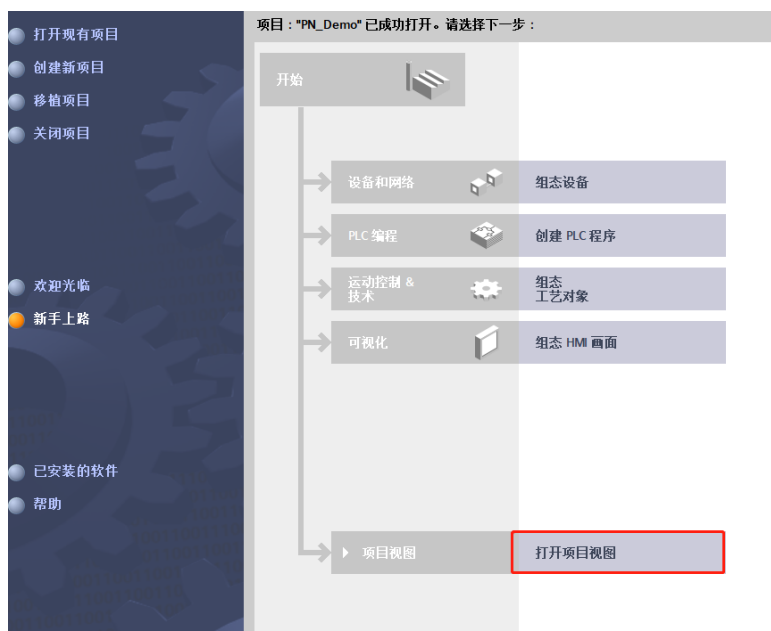 打开现有项目
创建新项目
移植项目
关闭项目
欢迎光临
新手上路
已安装的软件
帮助
项目："PN_Demo" 已成功打开。请选择下一步：
开始
设备和网络 组态设备
PLC 编程 创建 PLC 程序
运动控制 &
技术
组态
工艺对象
可视化 组态 HMI 画面
项目视图 打开项目视图